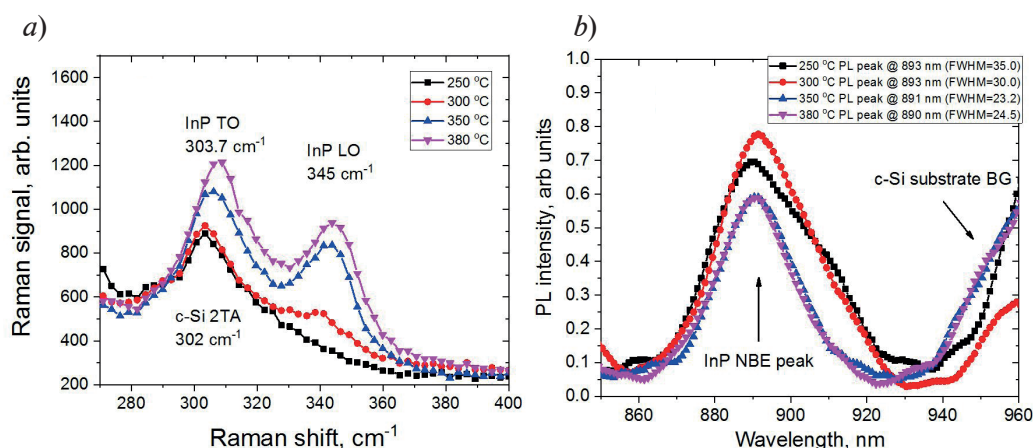 a)
Raman signal, arb. units
1600
1400
1200
1000
800
600
400
200
250 °C
300 °C
350 °C
380 °C
InP TO
303.7 cm⁻¹
InP LO
345 cm⁻¹
c-Si 2TA
302 cm⁻¹
280
300
320
340
360
380
400
Raman shift, cm⁻¹
b)
PL intensity, arb units
1.0
0.9
0.8
0.7
0.6
0.5
0.4
0.3
0.2
0.1
0.0
250 °C PL peak @ 893 nm (FWHM=35.0)
300 °C PL peak @ 893 nm (FWHM=30.0)
350 °C PL peak @ 891 nm (FWHM=23.2)
380 °C PL peak @ 890 nm (FWHM=24.5)
c-Si substrate BG
InP NBE peak
860
880
900
920
940
960
Wavelength, nm